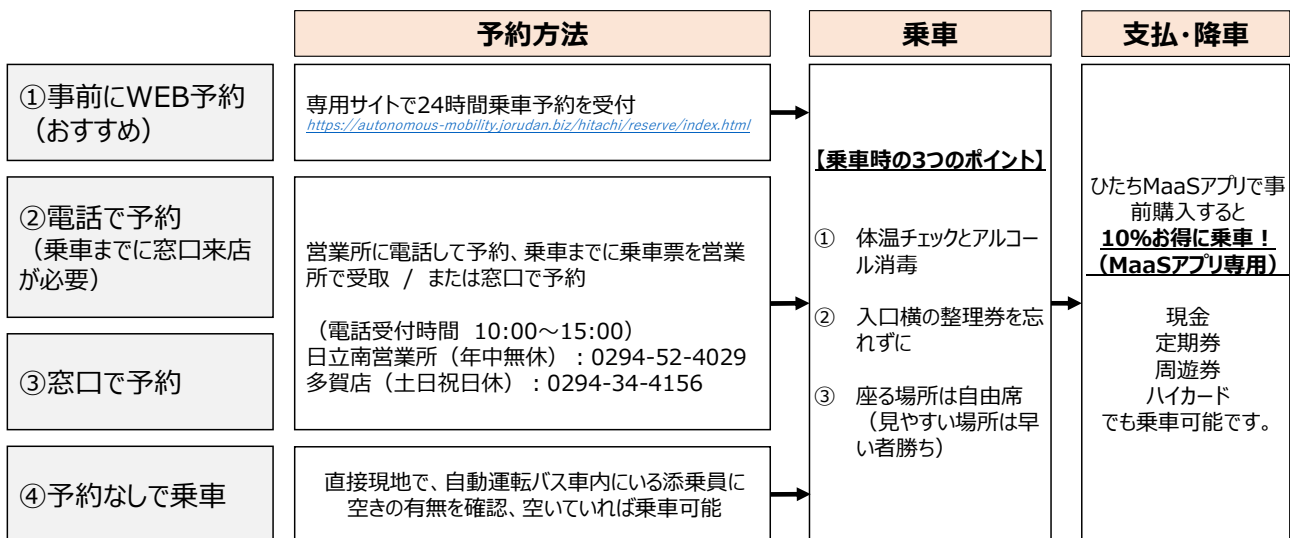 予約方法
乗車
支払・降車
①事前にWEB予約
（おすすめ）
専用サイトで24時間乗車予約を受付
https://autonomous-mobility.jorudan.biz/hitachi/reserve/index.html
②電話で予約
（乗車までに窓口来店
が必要）
③窓口で予約
営業所に電話して予約、乗車までに乗車票を営業
所で受取 / または窓口で予約
（電話受付時間 10:00～15:00）
日立南営業所（年中無休）：0294-52-4029
多賀店（土日祝日休）：0294-34-4156
④予約なしで乗車
直接現地で、自動運転バス車内にいる添乗員に
空きの有無を確認、空いていれば乗車可能
【乗車時の3つのポイント】
① 体温チェックとアルコー
ル消毒
② 入口横の整理券を忘
れずに
③ 座る場所は自由席
（見やすい場所は早
い者勝ち）
ひたちMaaSアプリで事
前購入すると
10%お得に乗車！
（MaaSアプリ専用）
現金
定期券
周遊券
ハイカード
でも乗車可能です。